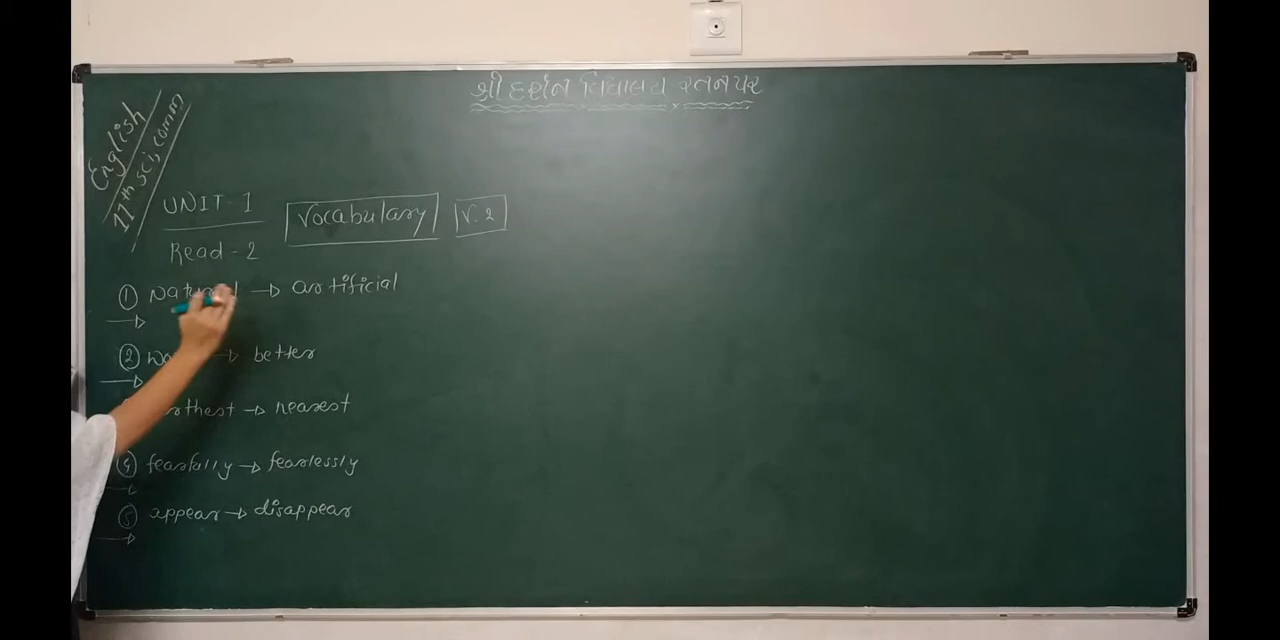 શ્રી દર્શન વિદ્યાલય રતનપર
English
11th sci, comm
UNIT-1
Vocabulary
V.2
Read-2
① Natural → artificial
② → better
→ nearest
④ fearfully → fearlessly
⑤ appear → disappear